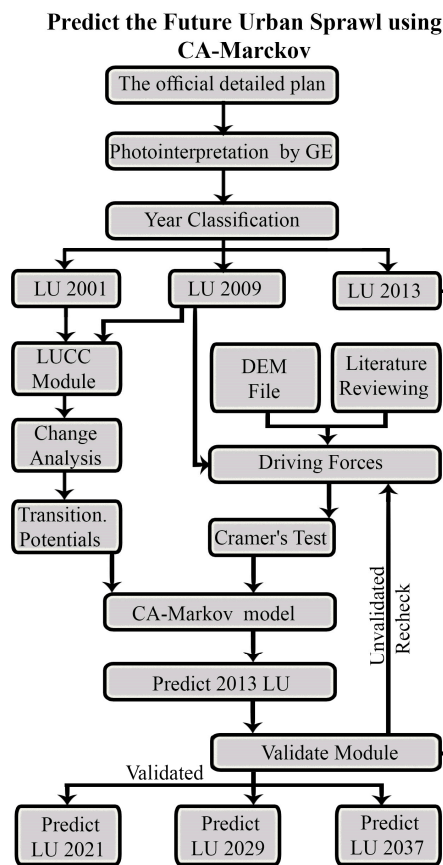 Predict the Future Urban Sprawl using
CA-Marckov
The official detailed plan
Photointerpretation by GE
Year Classification
LU 2001
LU 2009
LU 2013
LUCC
Module
DEM
File
Literature
Reviewing
Change
Analysis
Driving Forces
Transition.
Potentials
Cramer's Test
Unvalidated
Recheck
CA-Markov model
Predict 2013 LU
Validate Module
Validated
Predict
LU 2021
Predict
LU 2029
Predict
LU 2037